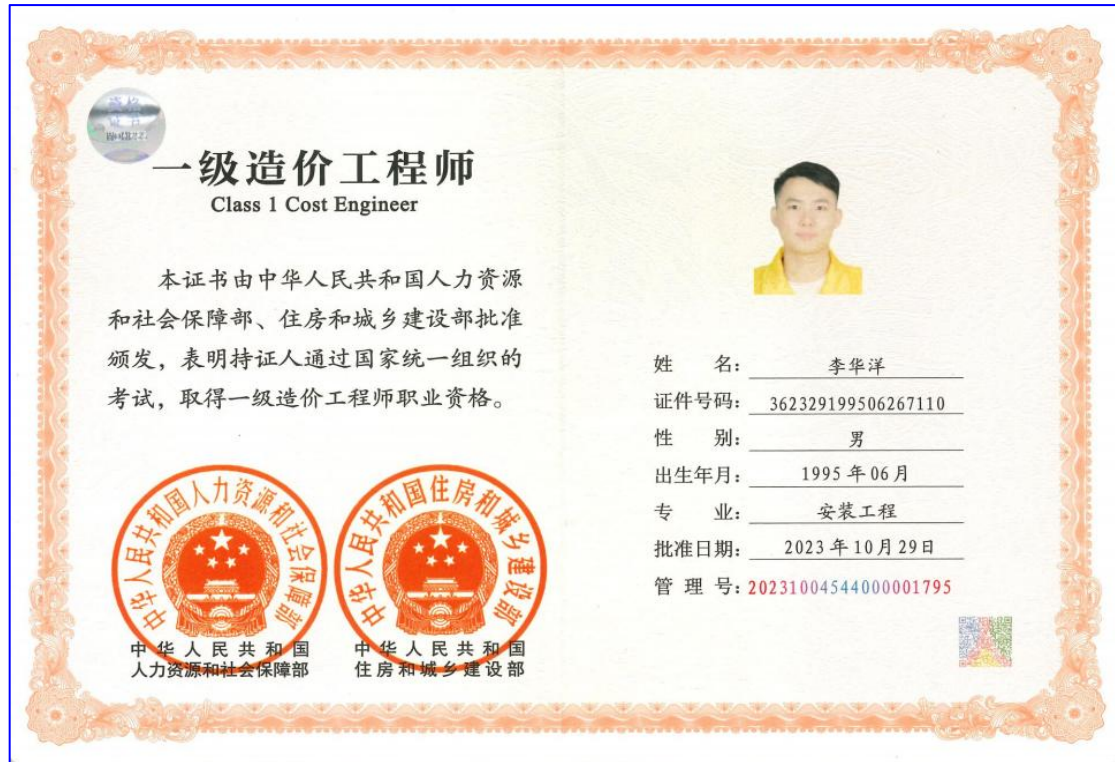 资格
证书
一级造价工程师
Class 1 Cost Engineer
本证书由中华人民共和国人力资源
和社会保障部、住房和城乡建设部批准
颁发，表明持证人通过国家统一组织的
考试，取得一级造价工程师职业资格。
中华人民共和国人力资源和社会保障部
中华人民共和国
人力资源和社会保障部
中华人民共和国住房和城乡建设部
中华人民共和国
住房和城乡建设部
姓 名：李华洋
证件号码：362329199506267110
性 别：男
出生年月：1995年06月
专 业：安装工程
批准日期：2023年10月29日
管 理 号：20231004544000001795